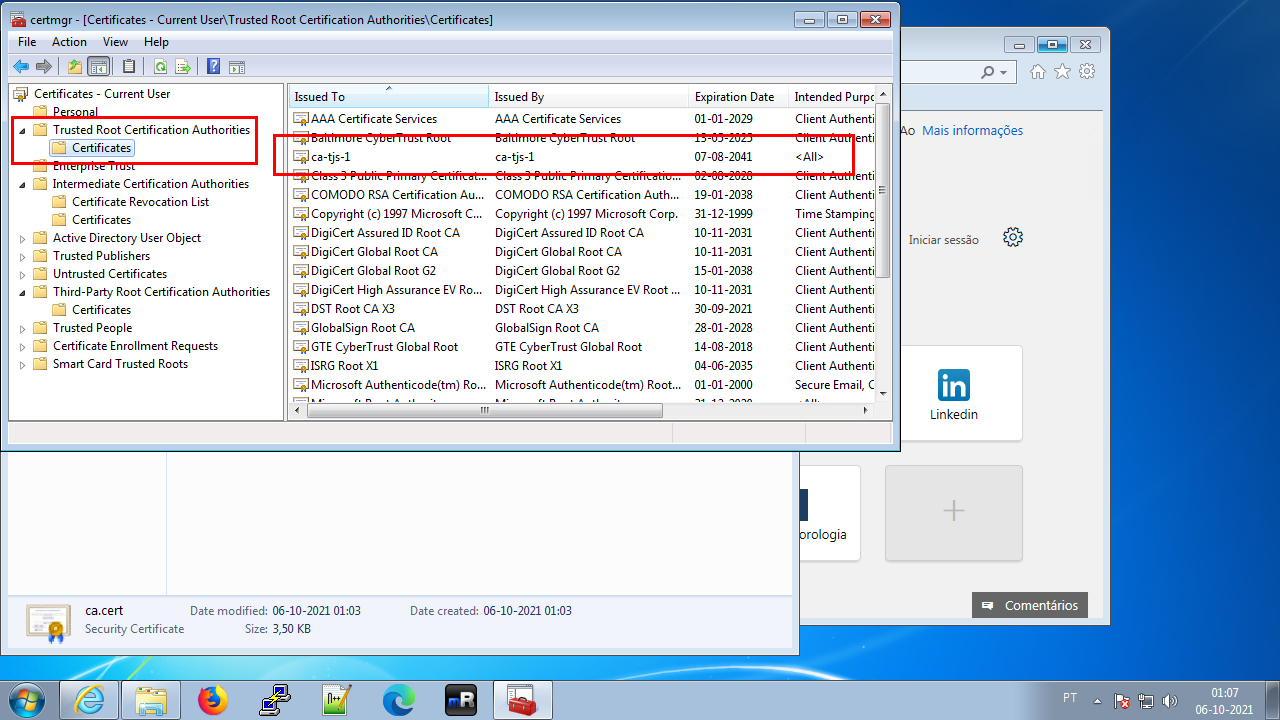 certmgr - [Certificates - Current User\Trusted Root Certification Authorities\Certificates]
File Action View Help
Certificates - Current User
Personal
Trusted Root Certification Authorities
Certificates
Enterprise Trust
Intermediate Certification Authorities
Certificate Revocation List
Certificates
Active Directory User Object
Trusted Publishers
Untrusted Certificates
Third-Party Root Certification Authorities
Certificates
Trusted People
Certificate Enrollment Requests
Smart Card Trusted Roots
Issued To Issued By Expiration Date Intended Purpo
AAA Certificate Services AAA Certificate Services 01-01-2029 Client Authenti
Baltimore CyberTrust Root Baltimore CyberTrust Root 13-05-2025 Client Authenti
ca-tjs-1 ca-tjs-1 07-08-2041 <All>
Class 3 Public Primary Certificat... Class 3 Public Primary Certificatio... 02-08-2028 Client Authenti
COMODO RSA Certification Au... COMODO RSA Certification Auth... 19-01-2038 Client Authenti
Copyright (c) 1997 Microsoft C... Copyright (c) 1997 Microsoft Corp. 31-12-1999 Time Stamping
DigiCert Assured ID Root CA DigiCert Assured ID Root CA 10-11-2031 Client Authenti
DigiCert Global Root CA DigiCert Global Root CA 10-11-2031 Client Authenti
DigiCert Global Root G2 DigiCert Global Root G2 15-01-2038 Client Authenti
DigiCert High Assurance EV Ro... DigiCert High Assurance EV Root ... 10-11-2031 Client Authenti
DST Root CA X3 DST Root CA X3 30-09-2021 Client Authenti
GlobalSign Root CA GlobalSign Root CA 28-01-2028 Client Authenti
GTE CyberTrust Global Root GTE CyberTrust Global Root 14-08-2018 Client Authenti
ISRG Root X1 ISRG Root X1 04-06-2035 Client Authenti
Microsoft Authenticode(tm) Ro... Microsoft Authenticode(tm) Root... 01-01-2000 Secure Email, C
Microsoft Root Authority Microsoft Root Authority 31-12-2020 <All>
Ao Mais informações
Iniciar sessão
Linkedin
orologia
Comentários
ca.cert Date modified: 06-10-2021 01:03 Date created: 06-10-2021 01:03
Security Certificate Size: 3,50 KB
mR
PT
01:07
06-10-2021